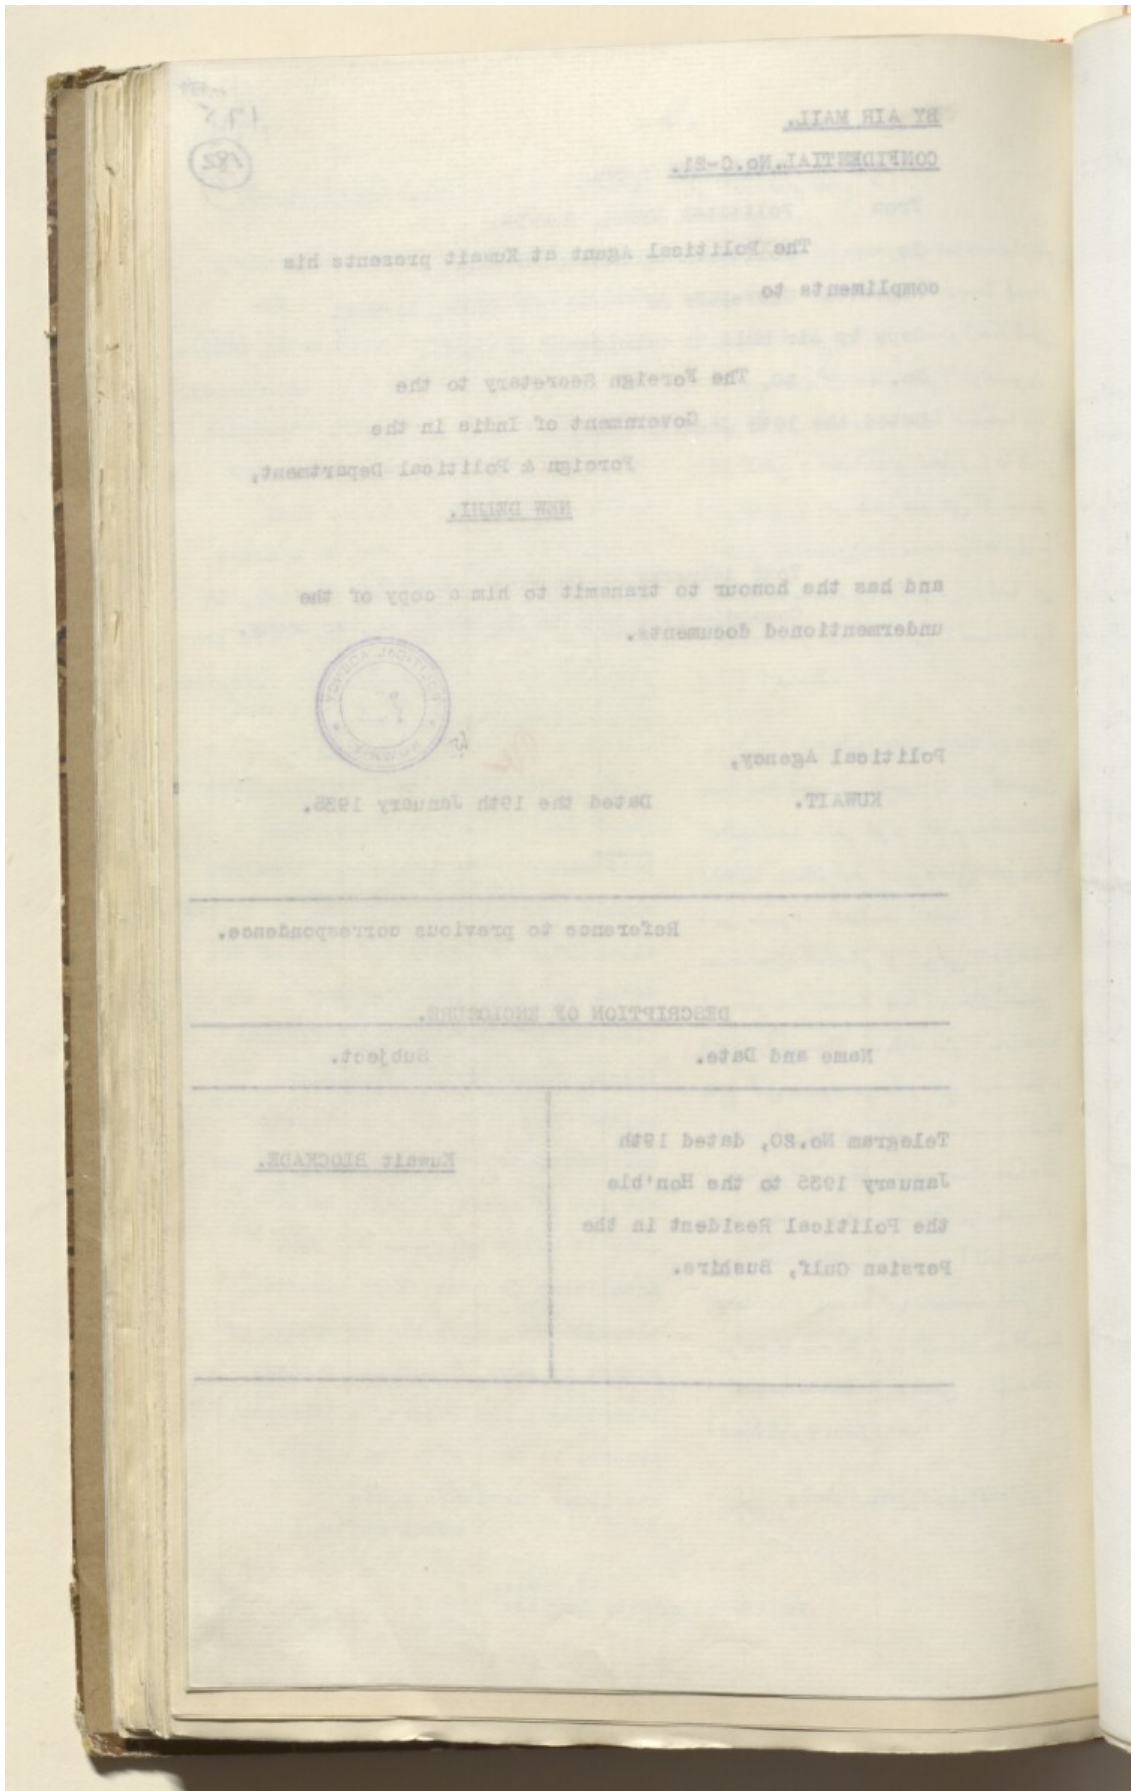 175
182
BY AIR MAIL.
CONFIDENTIAL.No.C-21.
The Political Agent at Kuwait presents his
compliments to
The Foreign Secretary to the
Government of India in the
Foreign & Political Department,
NEW DELHI.
and has the honour to transmit to him a copy of the
undermentioned documents.
Political Agency,
KUWAIT.
Dated the 19th January 1935.
Reference to previous correspondence.
DESCRIPTION OF ENCLOSURE.
Name and Date. Subject.
Telegram No.20, dated 19th
January 1935 to the Hon'ble
the Political Resident in the
Persian Gulf, Bushire.
Kuwait BLOCKADE.